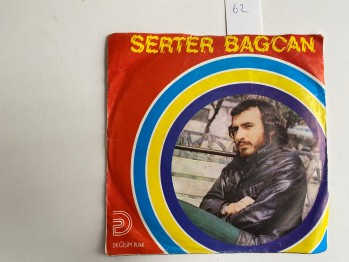 62
SERTER BAGCAN
DEĞİŞİM PLAK